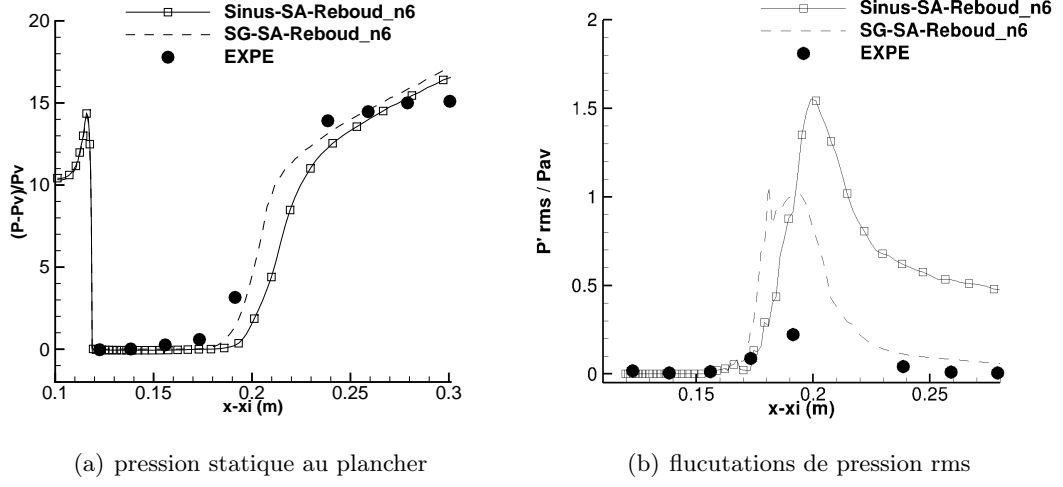 Sinus-SA-Reboud_n6
SG-SA-Reboud_n6
EXPE
(P-Pv)/Pv
20
15
10
5
0
0.1
0.15
0.2
0.25
0.3
x-xi (m)
(a) pression statique au plancher
Sinus-SA-Reboud_n6
SG-SA-Reboud_n6
EXPE
P' rms / Pav
2
1.5
1
0.5
0
0.15
0.2
0.25
x-xi (m)
(b) flucutations de pression rms